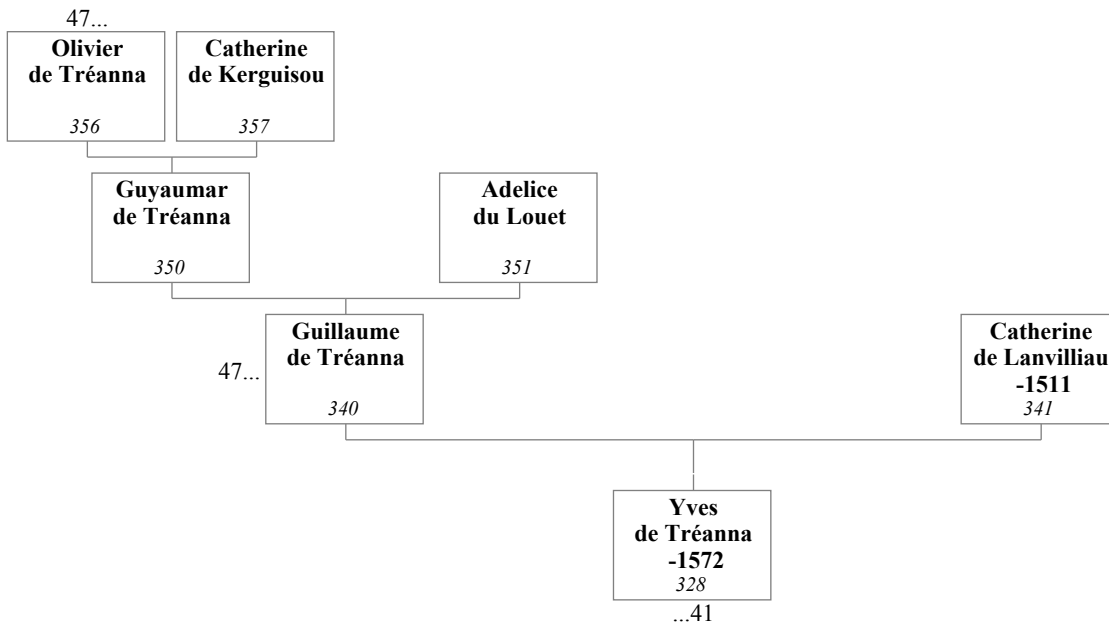 47...
Olivier
de Tréanna
356
Catherine
de Kerguisou
357
Guyaumar
de Tréanna
350
Adelice
du Louet
351
47...
Guillaume
de Tréanna
340
Catherine
de Lanvilliau
-1511
341
Yves
de Tréanna
-1572
328
...41